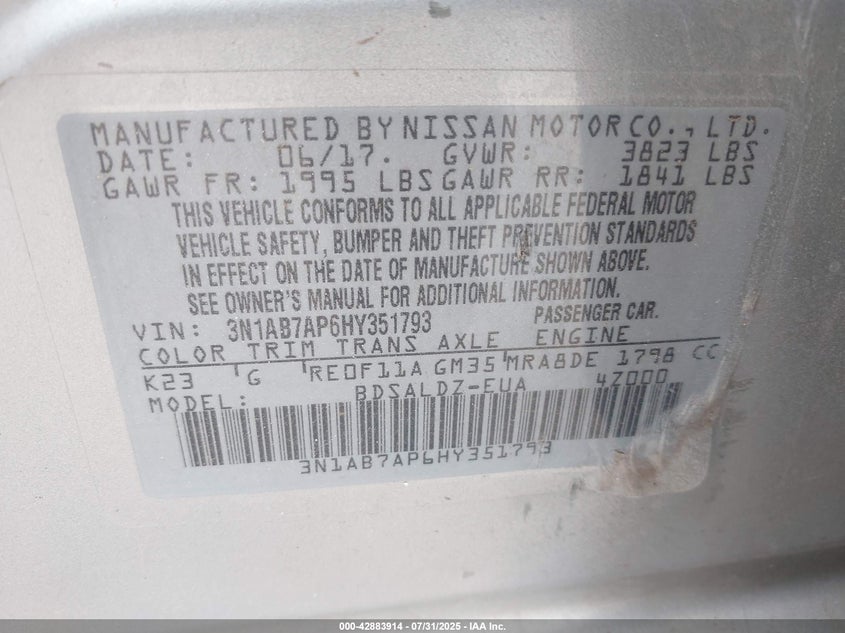 MANUFACTURED BY NISSAN MOTOR CO., LTD.
DATE: 06/17. GVWR: 3823 LBS
GAWR FR: 1995 LBS GAWR RR: 1841 LBS
THIS VEHICLE CONFORMS TO ALL APPLICABLE FEDERAL MOTOR
VEHICLE SAFETY, BUMPER AND THEFT PREVENTION STANDARDS
IN EFFECT ON THE DATE OF MANUFACTURE SHOWN ABOVE.
SEE OWNER'S MANUAL FOR ADDITIONAL INFORMATION.
VIN: 3N1AB7AP6HY351793 PASSENGER CAR.
COLOR TRIM TRANS AXLE ENGINE
K23 G RE0F11A GM35 MRA8DE 1798 CC
MODEL: BDSALDZ-EUA 4Z000
3N1AB7AP6HY351793
000-42883914 - 07/31/2025 - IAA Inc.